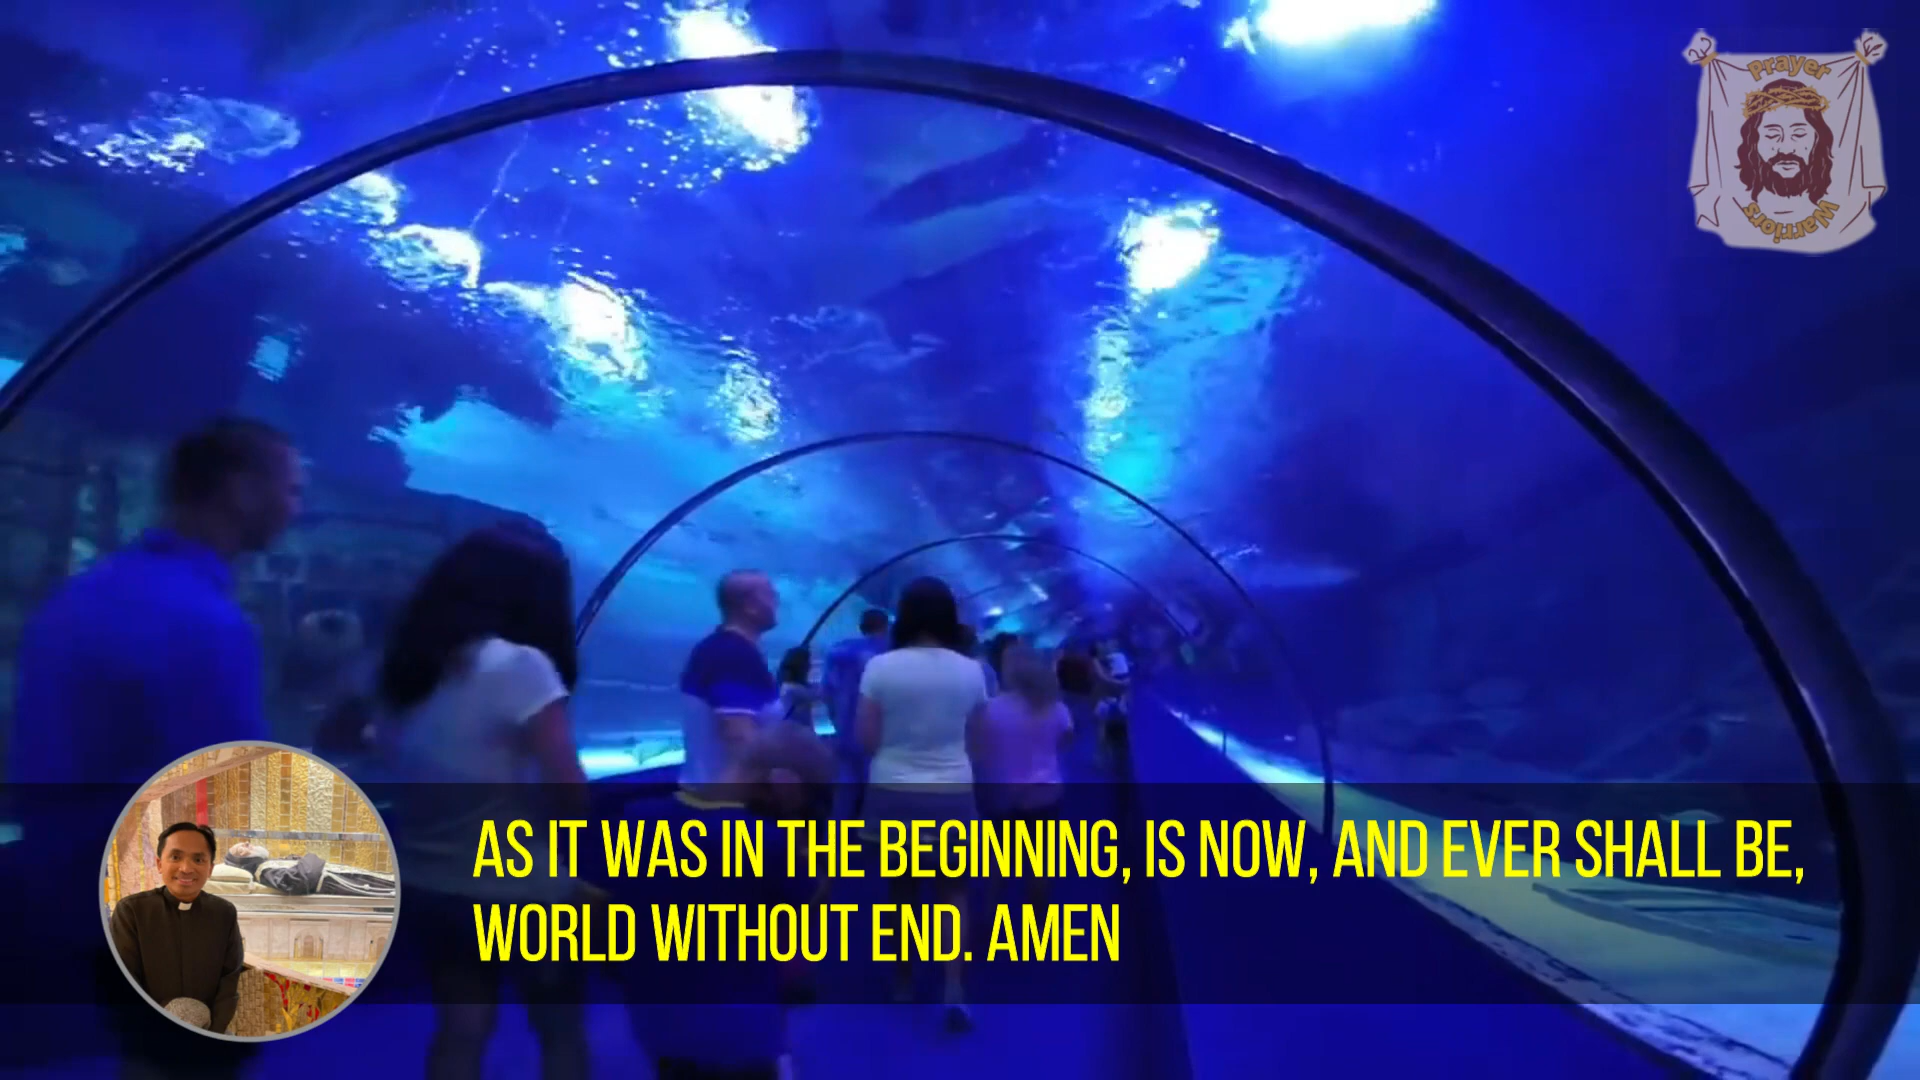 Prayer
Warriors
AS IT WAS IN THE BEGINNING, IS NOW, AND EVER SHALL BE,
WORLD WITHOUT END. AMEN